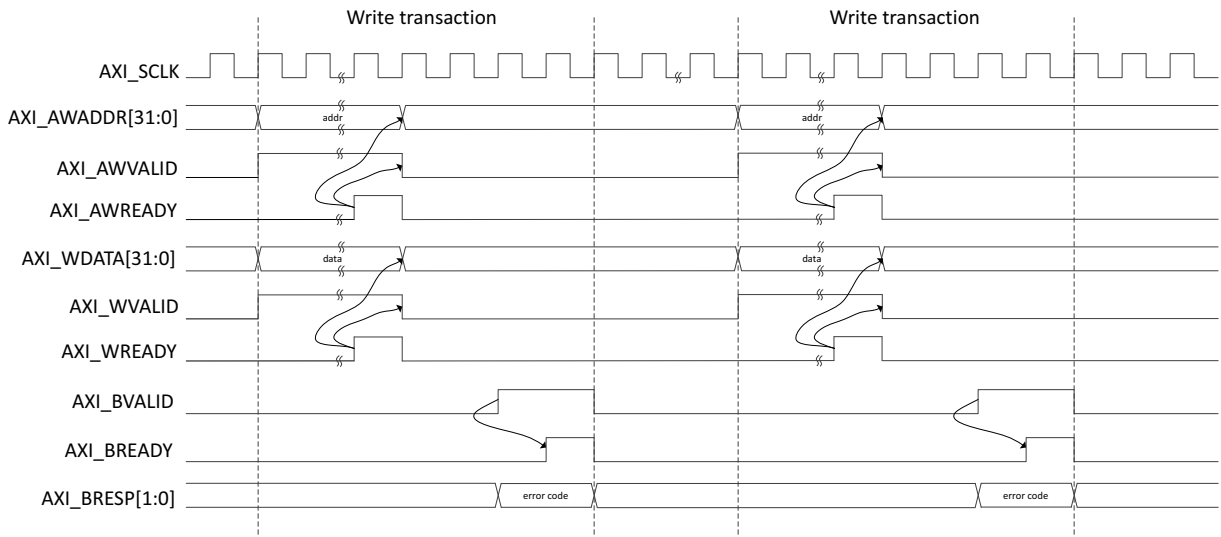 Write transaction Write transaction
AXI_SCLK
AXI_AWADDR[31:0] addr addr
AXI_AWVALID
AXI_AWREADY
AXI_WDATA[31:0] data data
AXI_WVALID
AXI_WREADY
AXI_BVALID
AXI_BREADY
AXI_BRESP[1:0] error code error code